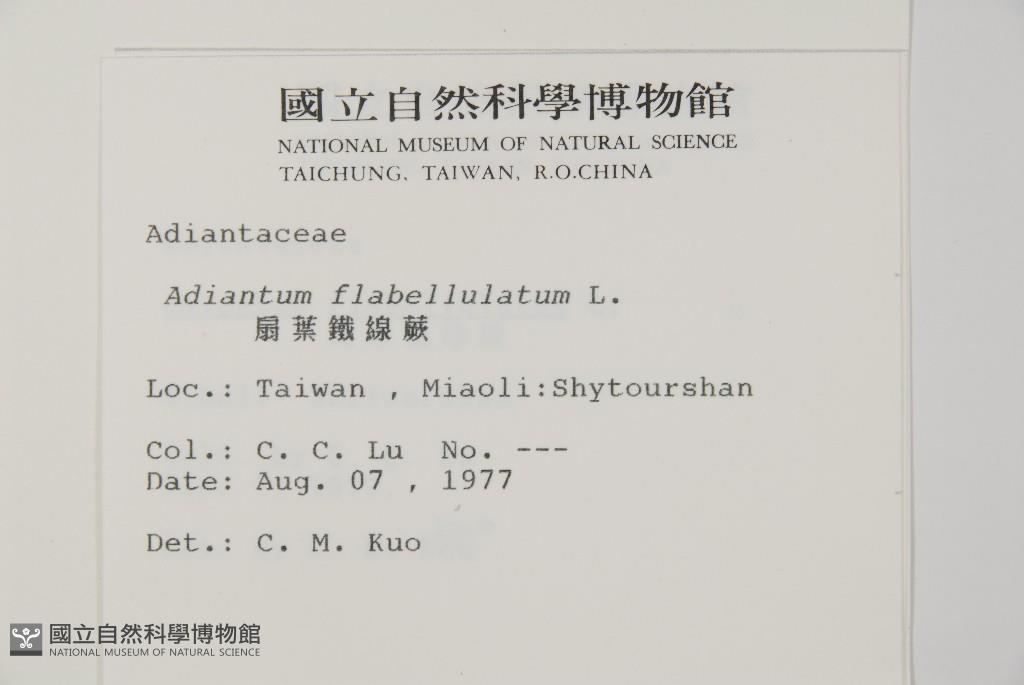 國立自然科學博物館
NATIONAL MUSEUM OF NATURAL SCIENCE
TAICHUNG, TAIWAN, R.O.CHINA
Adiantaceae
Adiantum flabellulatum L.
扇葉鐵線蕨
Loc.: Taiwan , Miaoli:Shytourshan
Col.: C. C. Lu No. ---
Date: Aug. 07 , 1977
Det.: C. M. Kuo
國立自然科學博物館
NATIONAL MUSEUM OF NATURAL SCIENCE